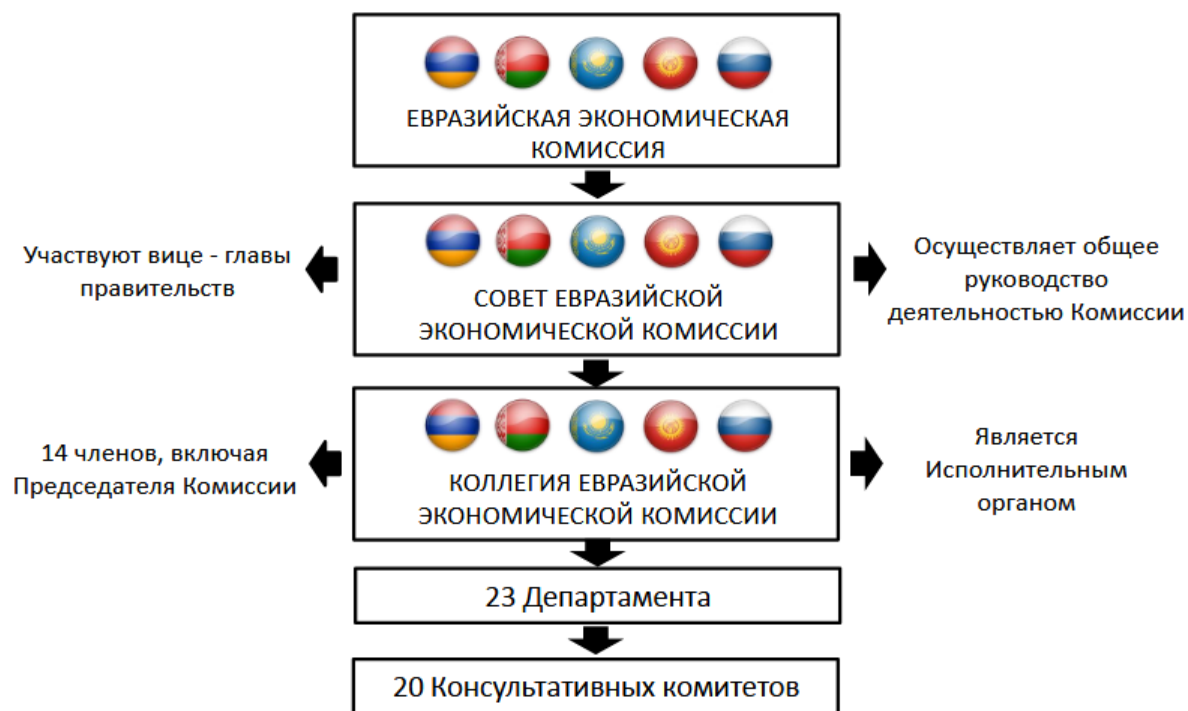 ЕВРАЗИЙСКАЯ ЭКОНОМИЧЕСКАЯ
КОМИССИЯ
Участвуют вице - главы
правительств
СОВЕТ ЕВРАЗИЙСКОЙ
ЭКОНОМИЧЕСКОЙ КОМИССИИ
Осуществляет общее
руководство
деятельностью Комиссии
14 членов, включая
Председателя Комиссии
КОЛЛЕГИЯ ЕВРАЗИЙСКОЙ
ЭКОНОМИЧЕСКОЙ КОМИССИИ
Является
Исполнительным
органом
23 Департамента
20 Консультативных комитетов